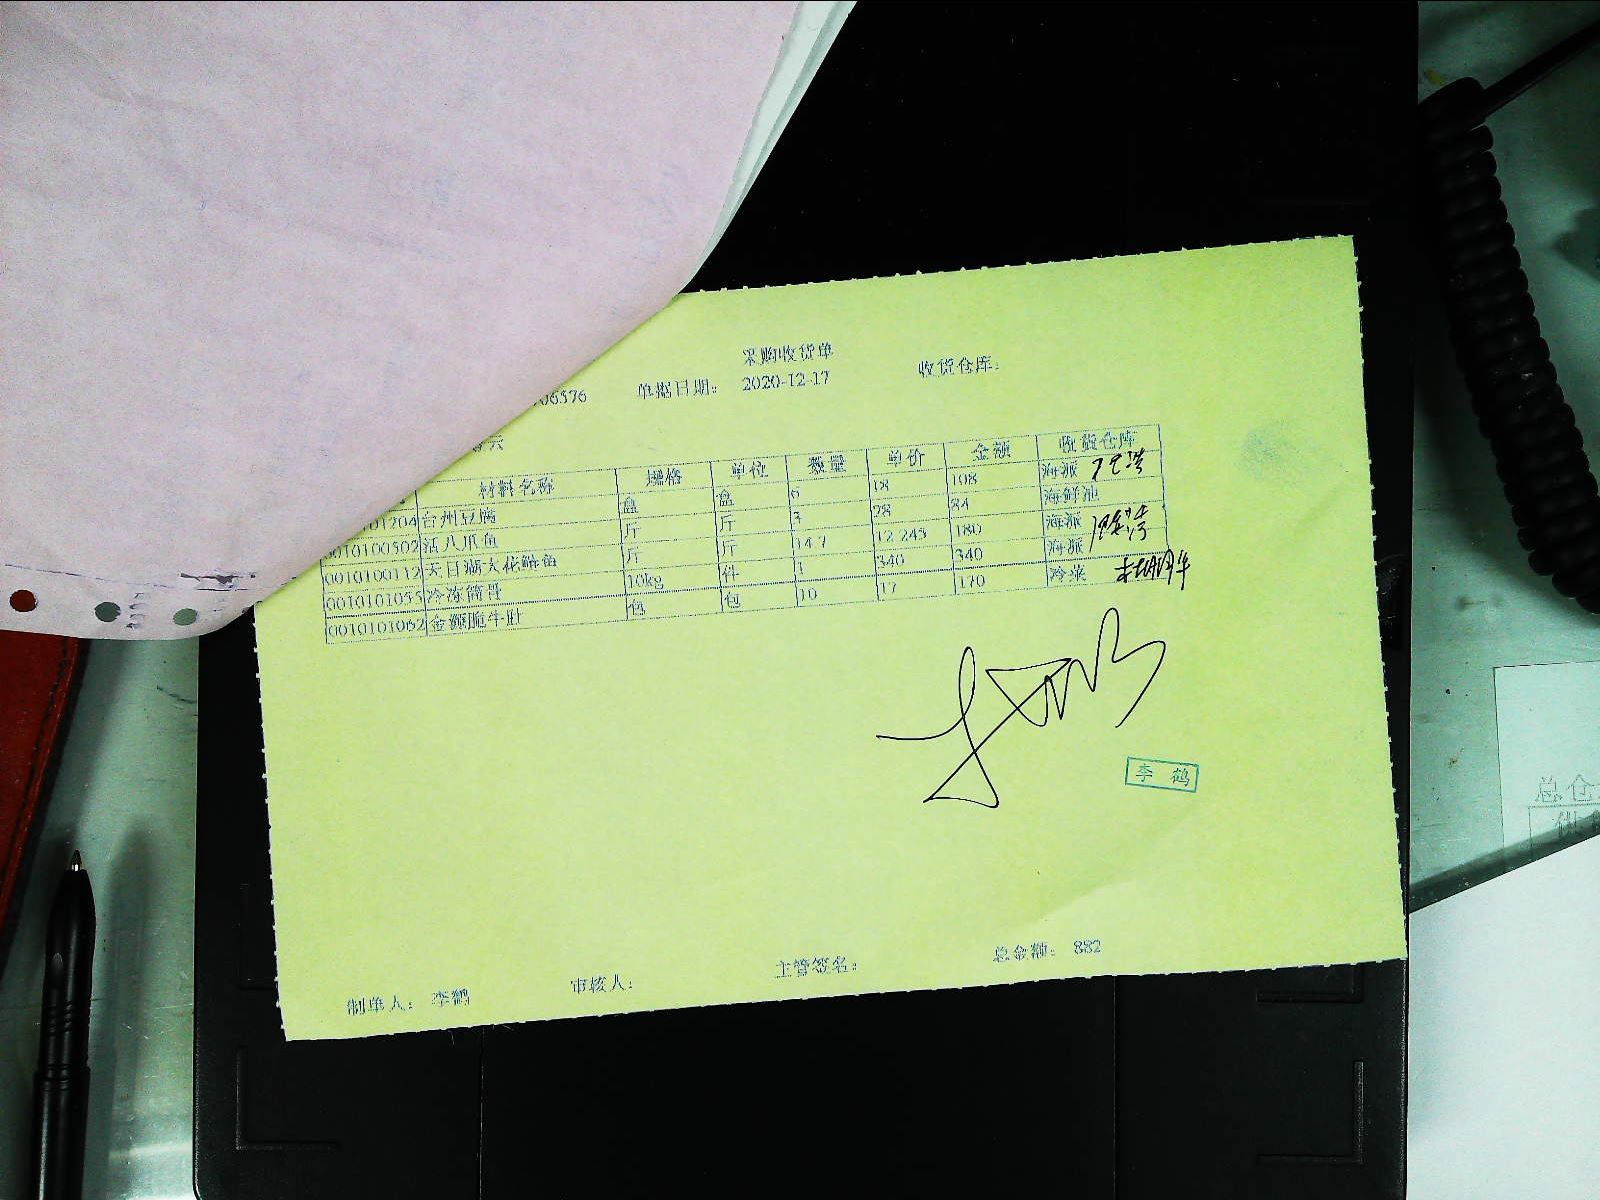 采购收货单
06576 单据日期： 2020-12-17 收货仓库：
材料名称 规格 单位 数量 单价 金额 收货仓库
01204 台州豆腐 盒 盒 6 18 108 海派
0010100502 活八爪鱼 斤 斤 3 28 84 海鲜池
0010100112 天目湖大花鲢鱼 斤 斤 14.7 12.245 180 海派
0010101055 冷冻筒骨 10kg 件 1 340 340 海派
0010101062 金颖脆牛肚 包 包 10 17 170 冷菜
李 鹤
制单人： 李鹤 审核人： 主管签名： 总金额： 882
总仓
供